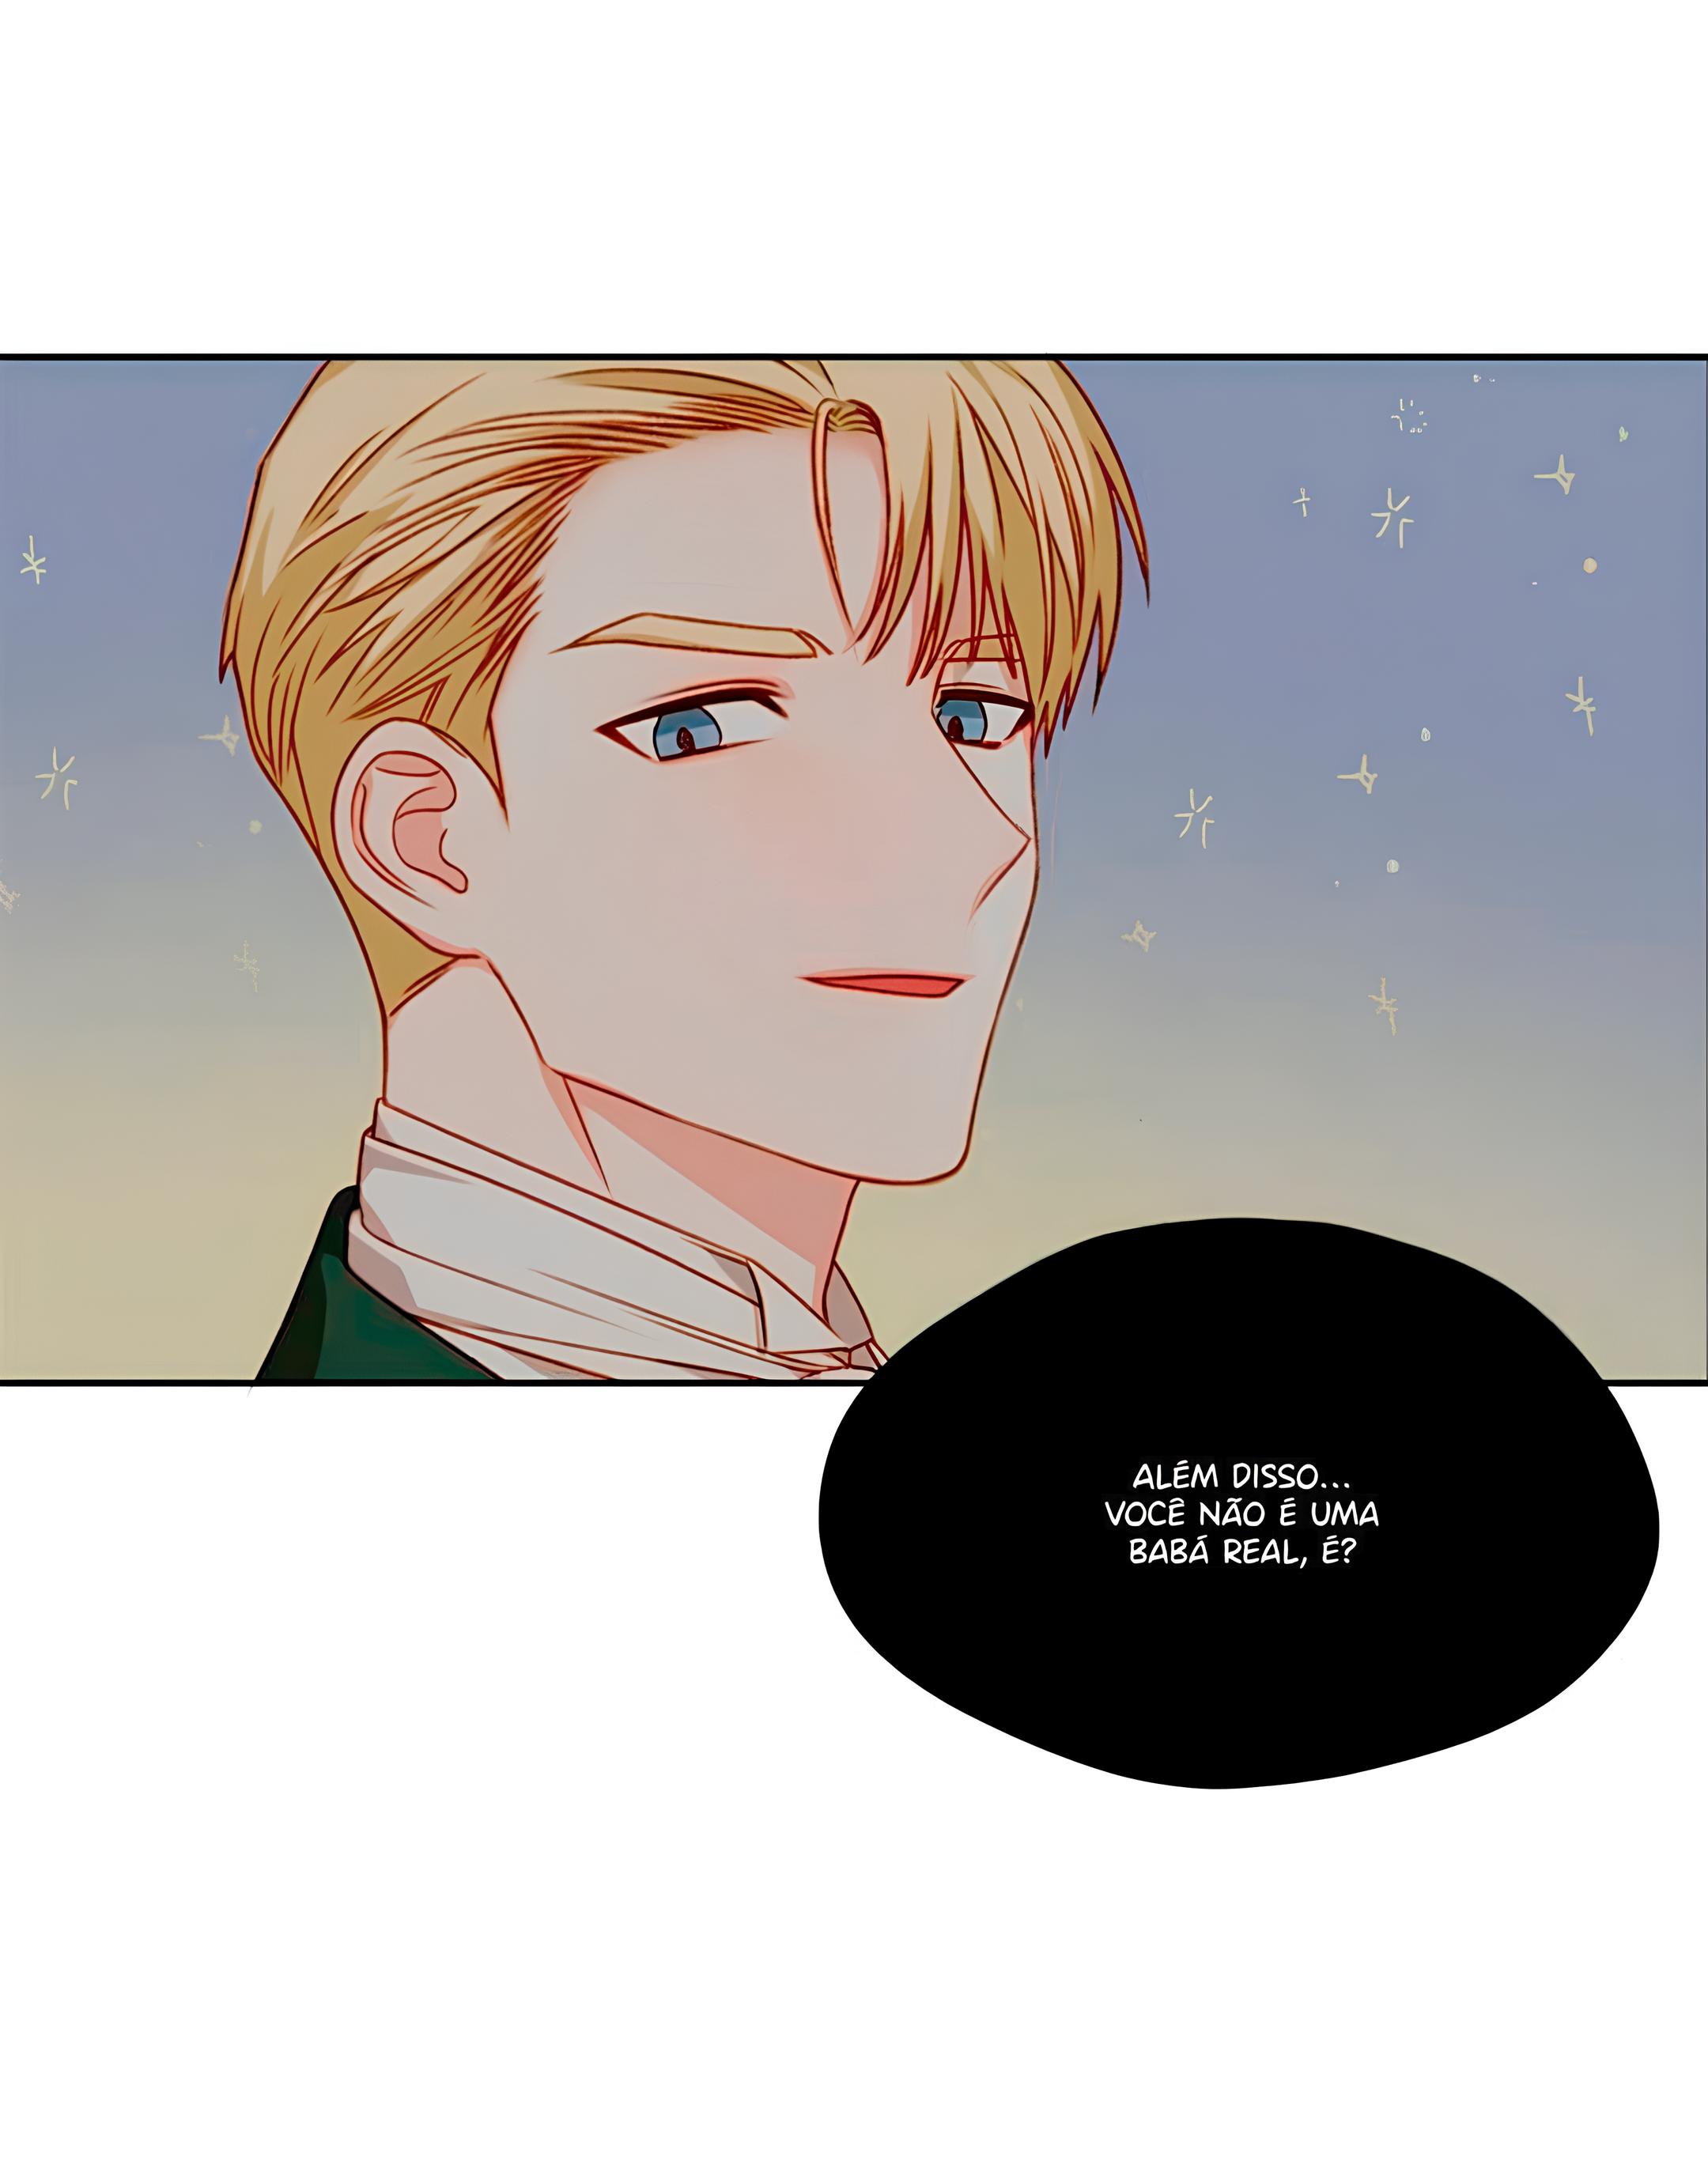 ALÉM DISSO...
VOCÊ NÃO É UMA
BABÁ REAL, É?